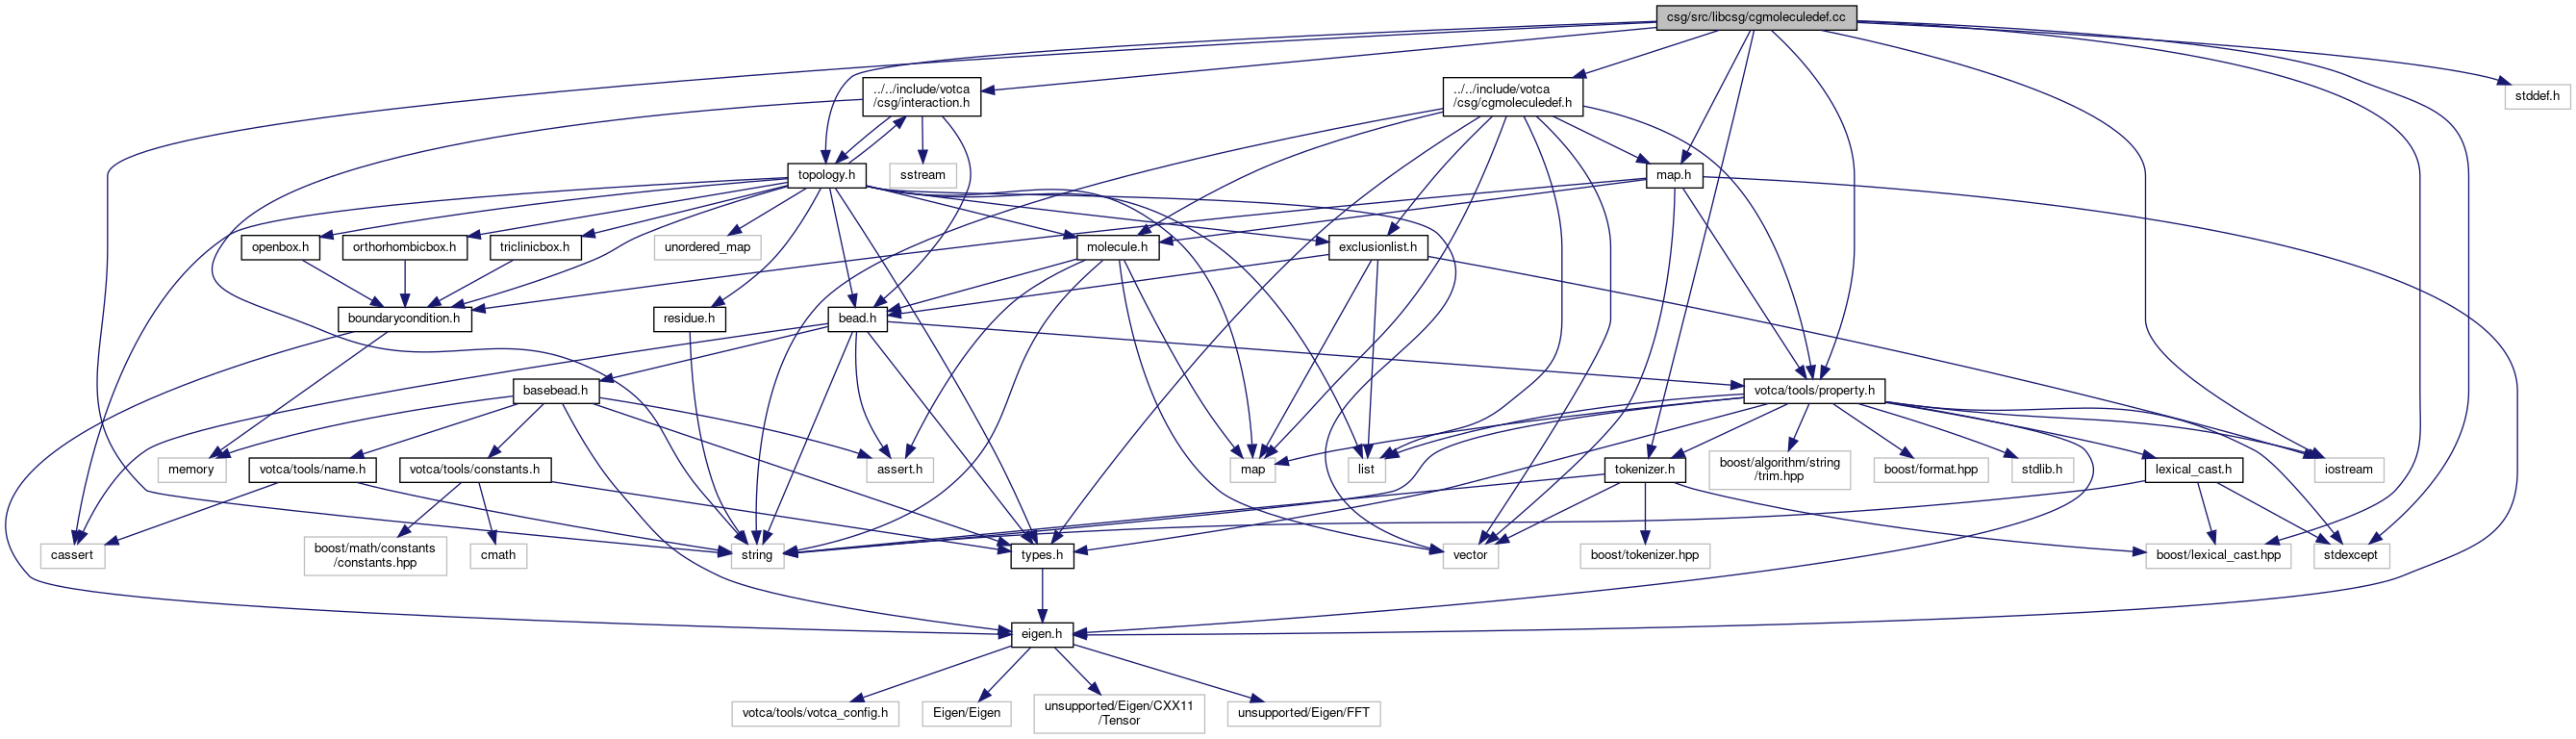 csg/src/libcsg/cgmoleculedef.cc
../../include/votca
/csg/interaction.h
../../include/votca
/csg/cgmoleculedef.h
stddef.h
topology.h
sstream
map.h
openbox.h
orthorhombicbox.h
triclinicbox.h
unordered_map
molecule.h
exclusionlist.h
boundarycondition.h
residue.h
bead.h
basebead.h
votca/tools/property.h
memory
votca/tools/name.h
votca/tools/constants.h
assert.h
map
list
tokenizer.h
boost/algorithm/string
/trim.hpp
boost/format.hpp
stdlib.h
lexical_cast.h
iostream
cassert
boost/math/constants
/constants.hpp
cmath
string
types.h
vector
boost/tokenizer.hpp
boost/lexical_cast.hpp
stdexcept
eigen.h
votca/tools/votca_config.h
Eigen/Eigen
unsupported/Eigen/CXX11
/Tensor
unsupported/Eigen/FFT